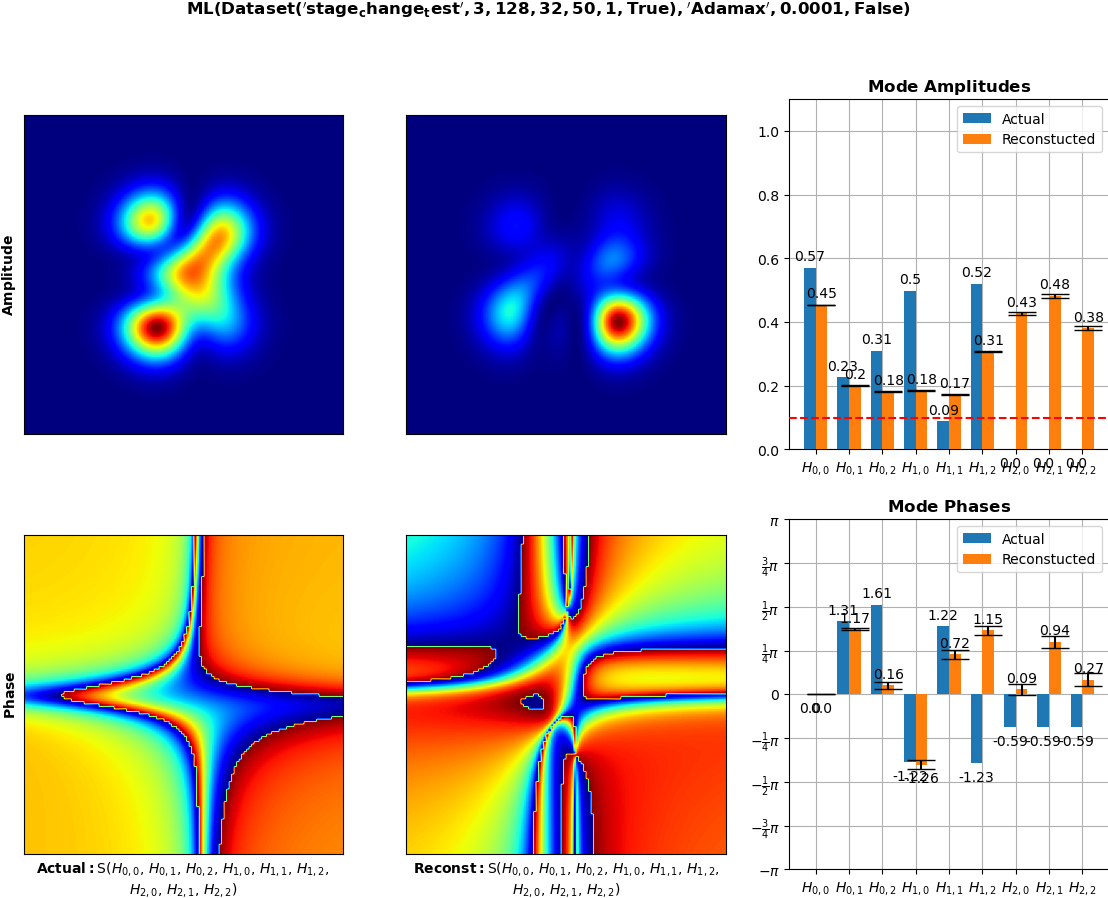 ML(Dataset('stage_change_test', 3, 128, 32, 50, 1, True), 'Adamax', 0.0001, False)
Amplitude
Mode Amplitudes
Actual
Reconstucted
1.0
0.8
0.6
0.4
0.2
0.0
0.57
0.45
0.23
0.2
0.31
0.18
0.5
0.18
0.09
0.17
0.52
0.31
0.43
0.48
0.38
0.0
0.0
0.0
H0,0 H0,1 H0,2 H1,0 H1,1 H1,2 H2,0 H2,1 H2,2
Phase
Mode Phases
Actual
Reconstucted
π
3/4π
1/2π
1/4π
0
−1/4π
−1/2π
−3/4π
−π
0.0
0.0
1.31
1.17
1.61
0.16
-1.22
-1.26
1.22
0.72
-1.23
1.15
-0.59
0.09
-0.59
0.94
-0.59
0.27
H0,0 H0,1 H0,2 H1,0 H1,1 H1,2 H2,0 H2,1 H2,2
Actual: S(H0,0, H0,1, H0,2, H1,0, H1,1, H1,2,
H2,0, H2,1, H2,2)
Reconst: S(H0,0, H0,1, H0,2, H1,0, H1,1, H1,2,
H2,0, H2,1, H2,2)